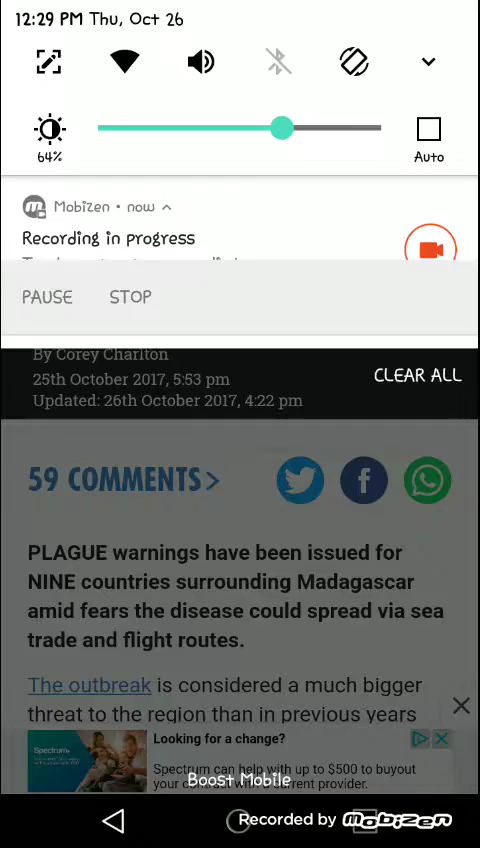 12:29 PM Thu, Oct 26
64%
Auto
Mobizen • now
Recording in progress
PAUSE
STOP
By Corey Charlton
25th October 2017, 5:53 pm
Updated: 26th October 2017, 4:22 pm
CLEAR ALL
59 COMMENTS>
PLAGUE warnings have been issued for
NINE countries surrounding Madagascar
amid fears the disease could spread via sea
trade and flight routes.
The outbreak is considered a much bigger
threat to the region than in previous years
Spectrum
Looking for a change?
Spectrum can help with up to $500 to buyout
your contract with current provider.
Boost Mobile
Recorded by Mobizen